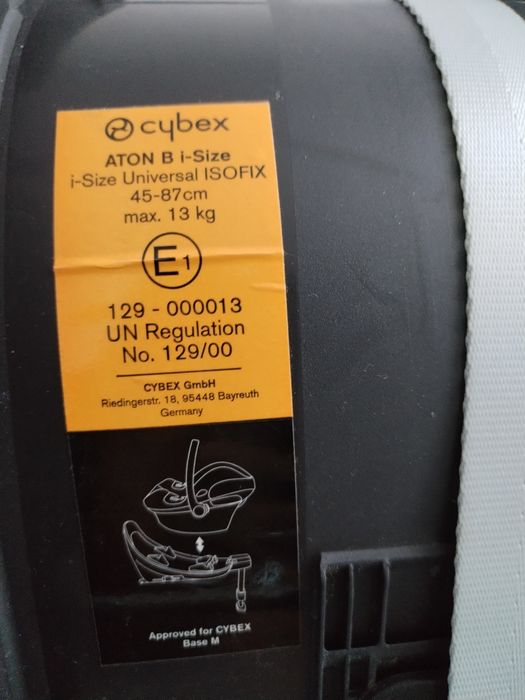 cybex
ATON B i-Size
i-Size Universal ISOFIX
45-87cm
max. 13 kg
E1
129 - 000013
UN Regulation
No. 129/00
CYBEX GmbH
Riedingerstr. 18, 95448 Bayreuth
Germany
Approved for CYBEX
Base M